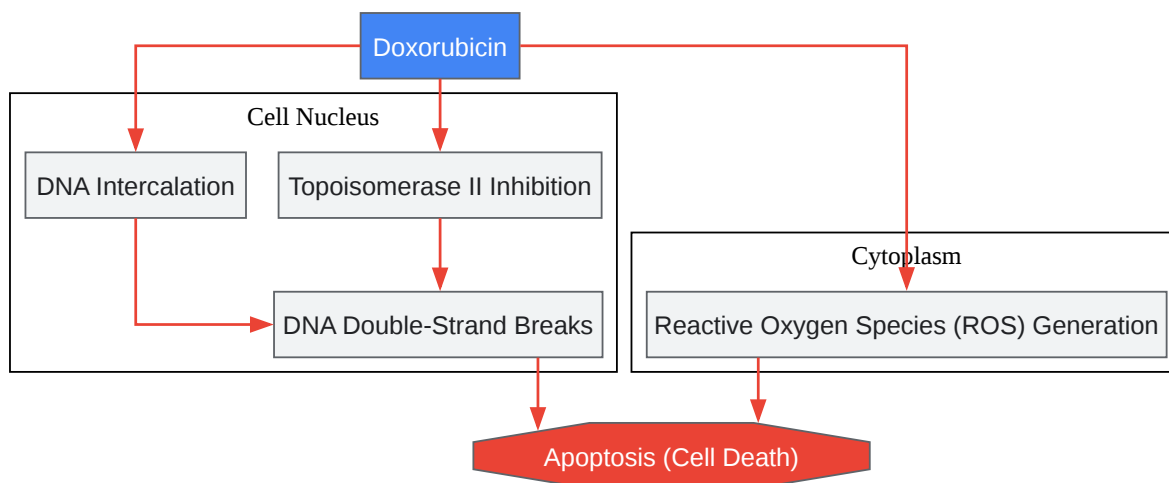 Doxorubicin
Cell Nucleus
DNA Intercalation
Topoisomerase II Inhibition
Cytoplasm
DNA Double-Strand Breaks
Reactive Oxygen Species (ROS) Generation
Apoptosis (Cell Death)